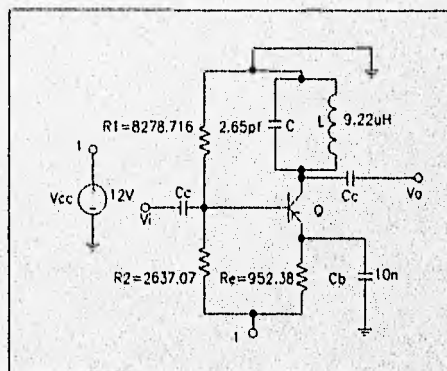 R1=8278.716
2.65pf
C
L
9.22uH
1
Vcc
12V
Cc
Vi
Cc
Vo
Q
R2=2637.07
Re=952.38
Cb
10n
1